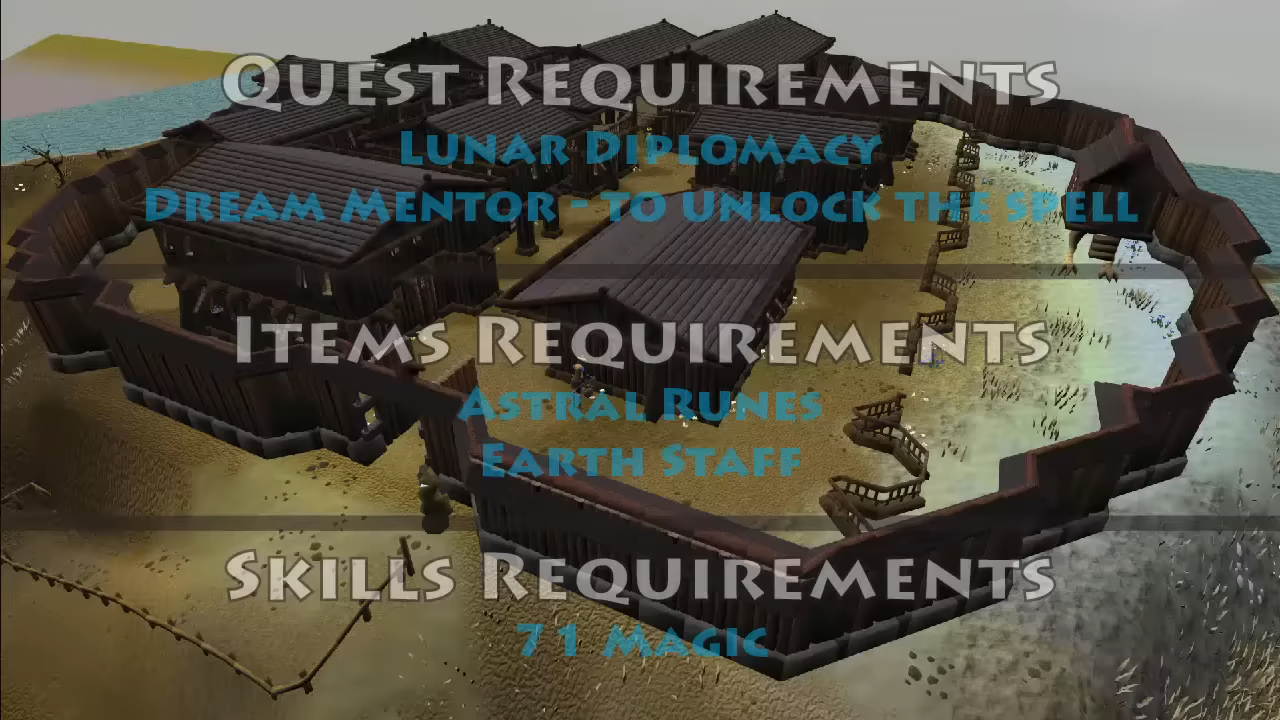 Quest Requirements
Lunar Diplomacy
Dream Mentor - to unlock the spell
Items Requirements
Astral Runes
Earth Staff
Skills Requirements
71 Magic